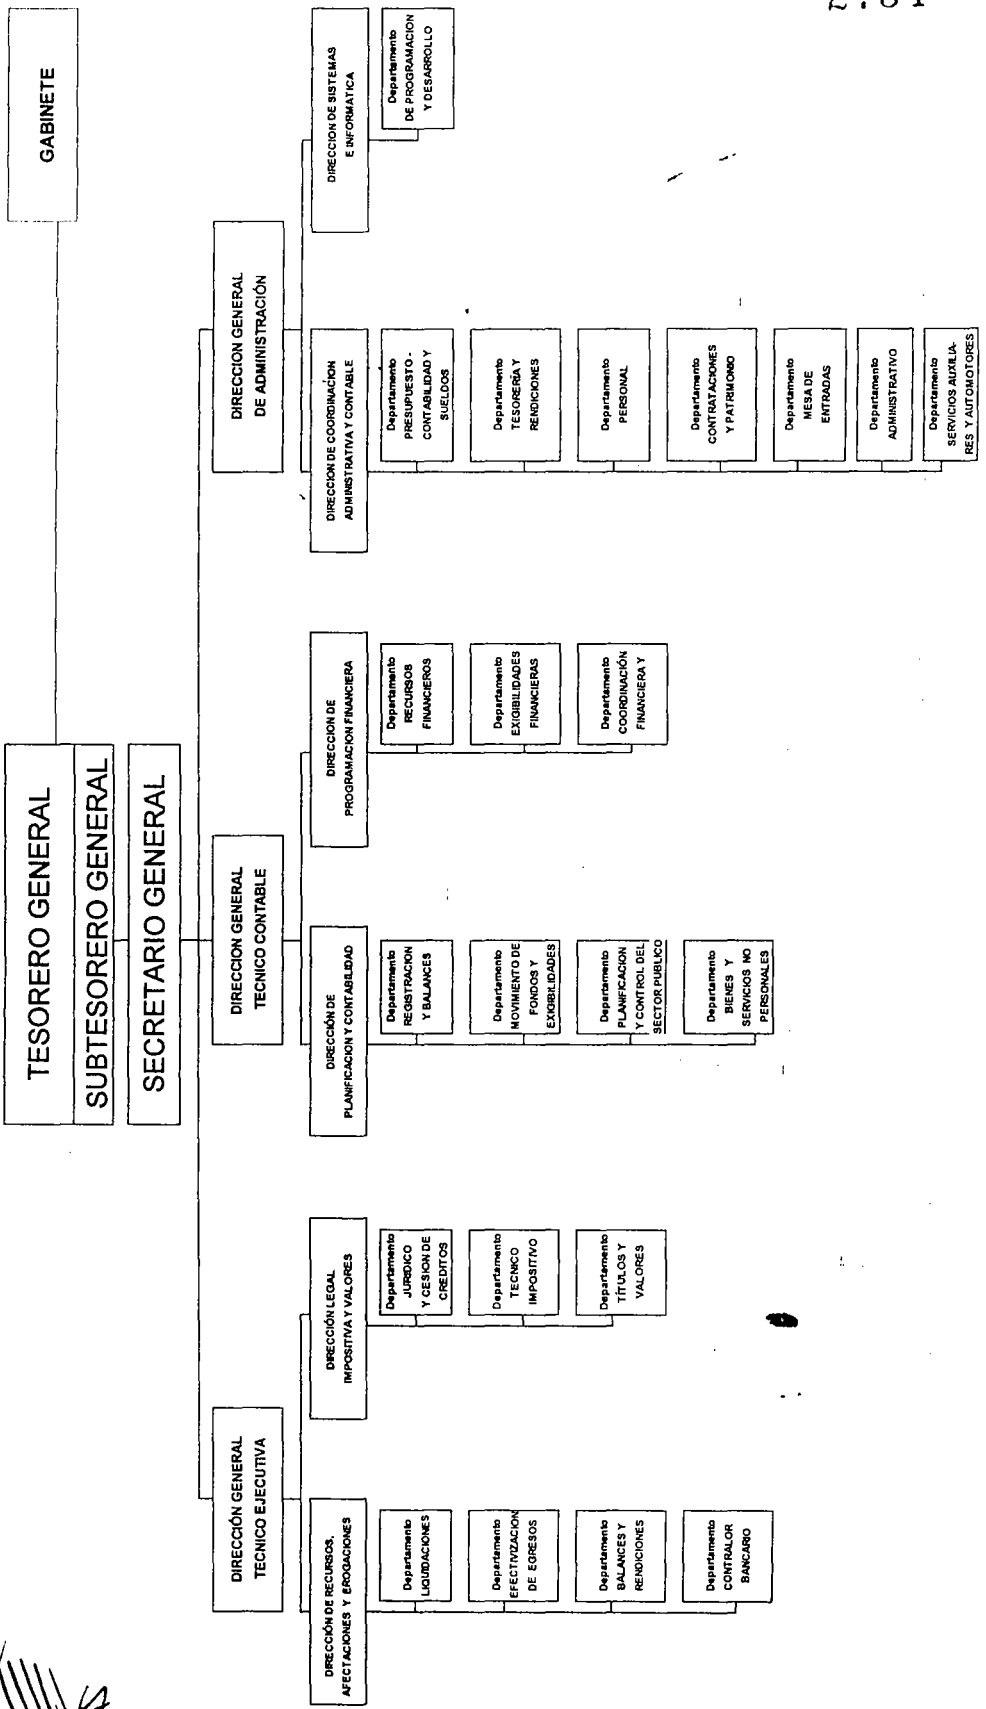 TESORERO GENERAL
SUBTESORERO GENERAL
SECRETARIO GENERAL
GABINETE
DIRECCIÓN GENERAL
TECNICO EJECUTIVA
DIRECCIÓN DE RECURSOS,
AFECTACIONES Y EROGACIONES
Departamento
LIQUIDACIONES
Departamento
EFECTIVIZACION
DE EGRESOS
Departamento
BALANCES Y
RENDICIONES
Departamento
CONTRALOR
BANCARIO
DIRECCIÓN LEGAL
IMPOSITIVA Y VALORES
Departamento
JURIDICO
Y CESION DE
CREDITOS
Departamento
TECNICO
IMPOSITIVO
Departamento
TÍTULOS Y
VALORES
DIRECCION GENERAL
TECNICO CONTABLE
DIRECCIÓN DE
PLANIFICACION Y CONTABILIDAD
Departamento
REGISTRACION
Y BALANCES
Departamento
MOVIMIENTO DE
FONDOS Y
EXIGIBILIDADES
Departamento
PLANIFICACION
Y CONTROL DEL
SECTOR PUBLICO
Departamento
BIENES Y
SERVICIOS NO
PERSONALES
DIRECCION DE
PROGRAMACION FINANCIERA
Departamento
RECURSOS
FINANCIEROS
Departamento
EXIGIBILIDADES
FINANCIERAS
Departamento
COORDINACIÓN
FINANCIERA Y
DIRECCION GENERAL
DE ADMINISTRACIÓN
DIRECCION DE COORDINACION
ADMINISTRATIVA Y CONTABLE
Departamento
PRESUPUESTO -
CONTABILIDAD Y
SUELDOS
Departamento
TESORERÍA Y
RENDICIONES
Departamento
PERSONAL
Departamento
CONTRATACIONES
Y PATRIMONIO
Departamento
MESA DE
ENTRADAS
Departamento
ADMINISTRATIVO
Departamento
SERVICIOS AUXILIA-
RES Y AUTOMOTORES
DIRECCION DE SISTEMAS
E INFORMATICA
Departamento
DE PROGRAMACION
Y DESARROLLO